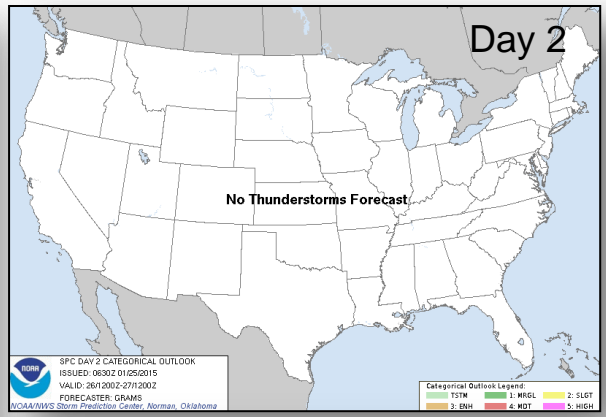 Day 2
No Thunderstorms Forecast
NOAA
SPC DAY 2 CATEGORICAL OUTLOOK
ISSUED: 0630Z 01/25/2015
VALID: 26/1200Z-27/1200Z
FORECASTER: GRAMS
NOAA/NWS Storm Prediction Center, Norman, Oklahoma
Categorical Outlook Legend:
TSTM 1: MRGL 2: SLGT
3: ENH 4: MDT 5: HIGH